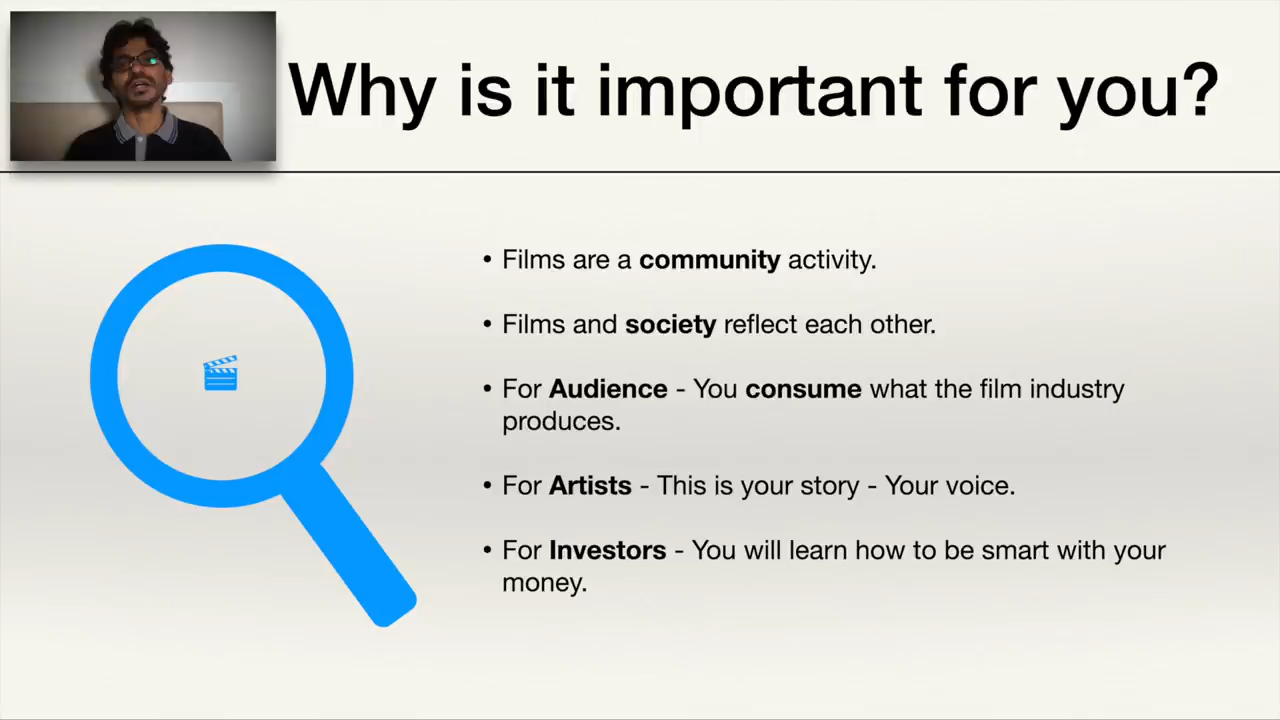 Why is it important for you?
• Films are a community activity.
• Films and society reflect each other.
• For Audience - You consume what the film industry
produces.
• For Artists - This is your story - Your voice.
• For Investors - You will learn how to be smart with your
money.